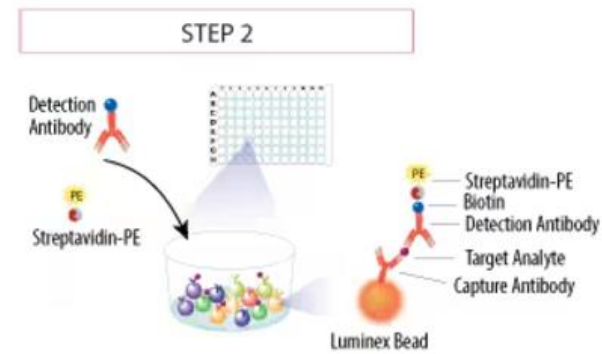 STEP 2
Detection
Antibody
PE
Streptavidin-PE
A
B
C
D
E
F
G
H
PE
Streptavidin-PE
Biotin
Detection Antibody
Target Analyte
Capture Antibody
Luminex Bead